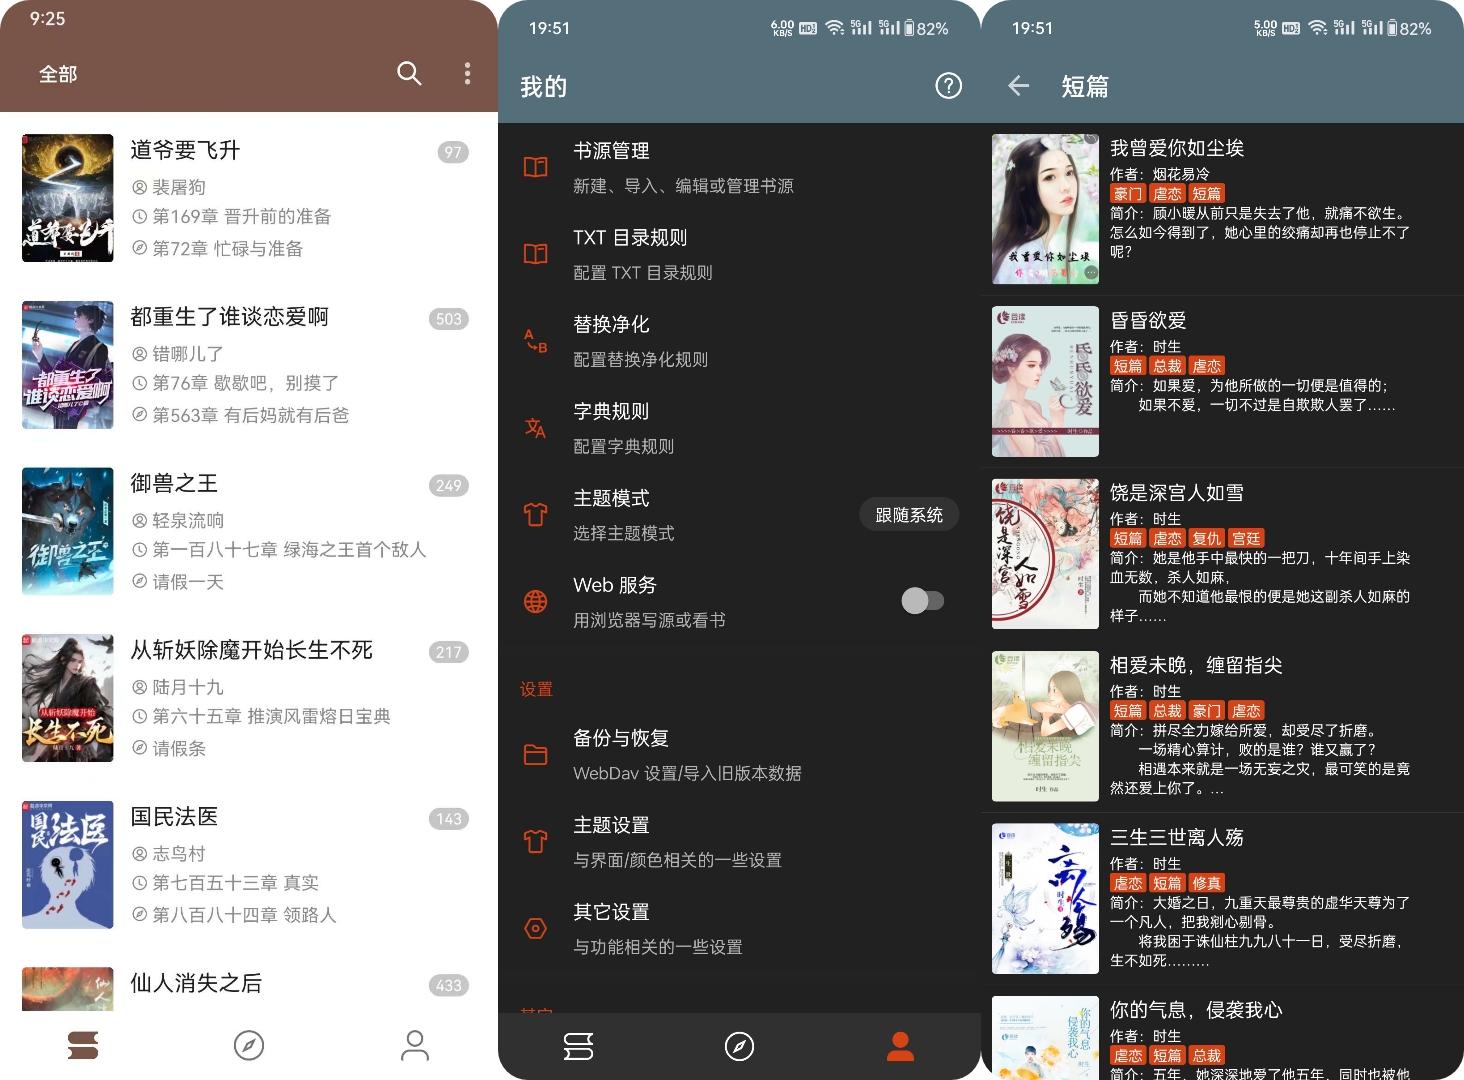 9:25
全部
道爷要飞升
97
裴屠狗
第169章 晋升前的准备
第72章 忙碌与准备
都重生了谁谈恋爱啊
503
错哪儿了
第76章 歇歇吧，别摸了
第563章 有后妈就有后爸
御兽之王
249
轻泉流响
第一百八十七章 绿海之王首个敌人
请假一天
从斩妖除魔开始长生不死
217
陆月十九
第六十五章 推演风雷熔日宝典
请假条
国民法医
143
志鸟村
第七百五十三章 真实
第八百八十四章 领路人
仙人消失之后
433
19:51
6.00 KB/S HD 5G 5G 82%
我的
书源管理
新建、导入、编辑或管理书源
TXT 目录规则
配置 TXT 目录规则
替换净化
配置替换净化规则
字典规则
配置字典规则
主题模式
选择主题模式
跟随系统
Web 服务
用浏览器写源或看书
设置
备份与恢复
WebDav 设置/导入旧版本数据
主题设置
与界面/颜色相关的一些设置
其它设置
与功能相关的一些设置
19:51
5.00 KB/S HD 5G 5G 82%
短篇
我曾爱你如尘埃
作者：烟花易冷
豪门 虐恋 短篇
简介：顾小暖从前只是失去了他，就痛不欲生。
怎么如今得到了，她心里的绞痛却再也停止不了
呢？
昏昏欲爱
作者：时生
短篇 总裁 虐恋
简介：如果爱，为他所做的一切便是值得的；
如果不爱，一切不过是自欺欺人罢了……
饶是深宫人如雪
作者：时生
短篇 虐恋 复仇 宫廷
简介：她是他手中最快的一把刀，十年间手上染
血无数，杀人如麻，
而她不知道他最恨的便是她这副杀人如麻的
样子……
相爱未晚，缠留指尖
作者：时生
短篇 总裁 豪门 虐恋
简介：拼尽全力嫁给所爱，却受尽了折磨。
一场精心算计，败的是谁？谁又赢了？
相遇本来就是一场无妄之灾，最可笑的是竟
然还爱上你了。…
三生三世离人殇
作者：时生
虐恋 短篇 修真
简介：大婚之日，九重天最尊贵的虚华天尊为了
一个凡人，把我剜心剔骨。
将我困于诛仙柱九九八十一日，受尽折磨，
生不如死………
你的气息，侵袭我心
作者：时生
虐恋 短篇 总裁
简介：五年，她深深地爱了他五年，同时也被他